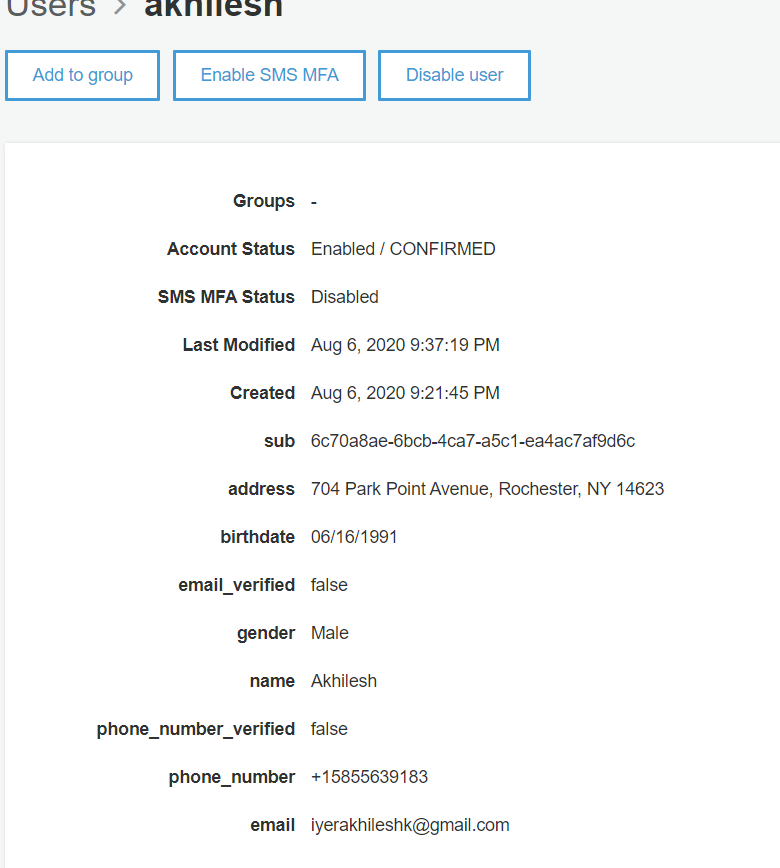 Users > akhilesh
Add to group Enable SMS MFA Disable user
Groups -
Account Status Enabled / CONFIRMED
SMS MFA Status Disabled
Last Modified Aug 6, 2020 9:37:19 PM
Created Aug 6, 2020 9:21:45 PM
sub 6c70a8ae-6bcb-4ca7-a5c1-ea4ac7af9d6c
address 704 Park Point Avenue, Rochester, NY 14623
birthdate 06/16/1991
email_verified false
gender Male
name Akhilesh
phone_number_verified false
phone_number +15855639183
email iyerakhileshk@gmail.com